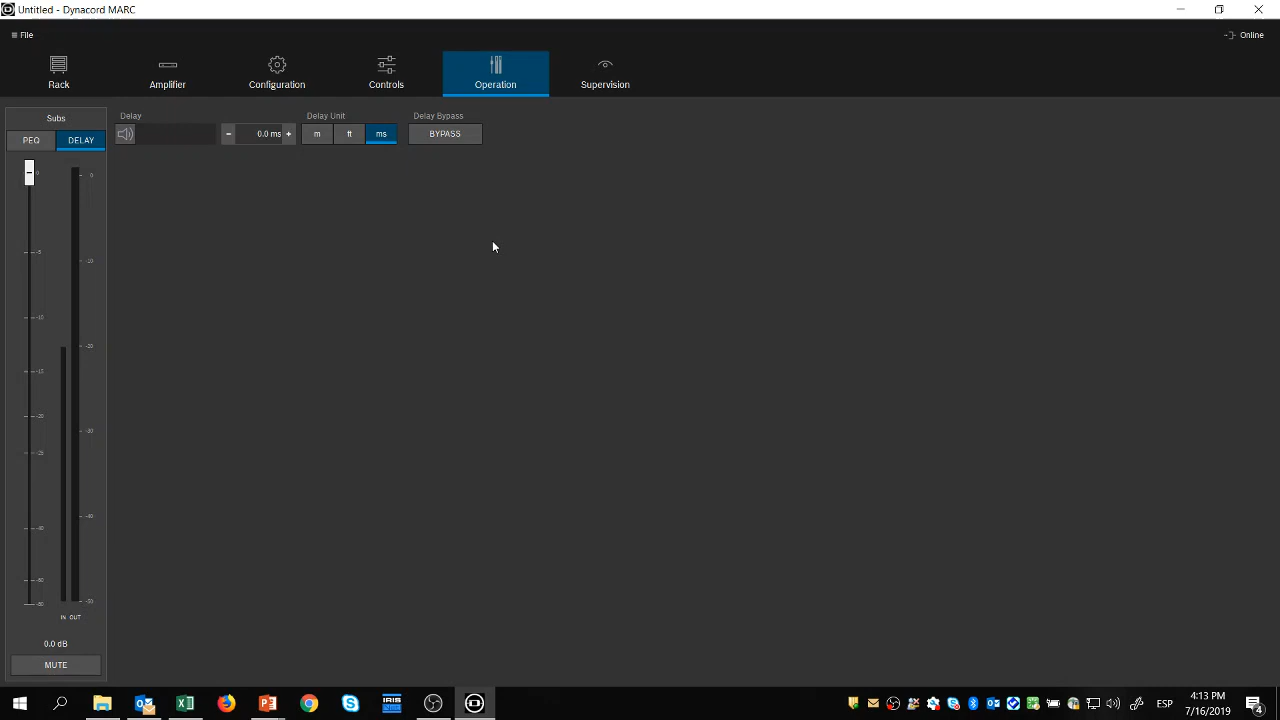 Untitled - Dynacord MARC
File
Online
Rack
Amplifier
Configuration
Controls
Operation
Supervision
Subs
Delay
Delay Unit
Delay Bypass
PEQ
DELAY
0.0 ms
m
ft
ms
BYPASS
IN OUT
0.0 dB
MUTE
IRIS
ESP
4:13 PM
7/16/2019
4